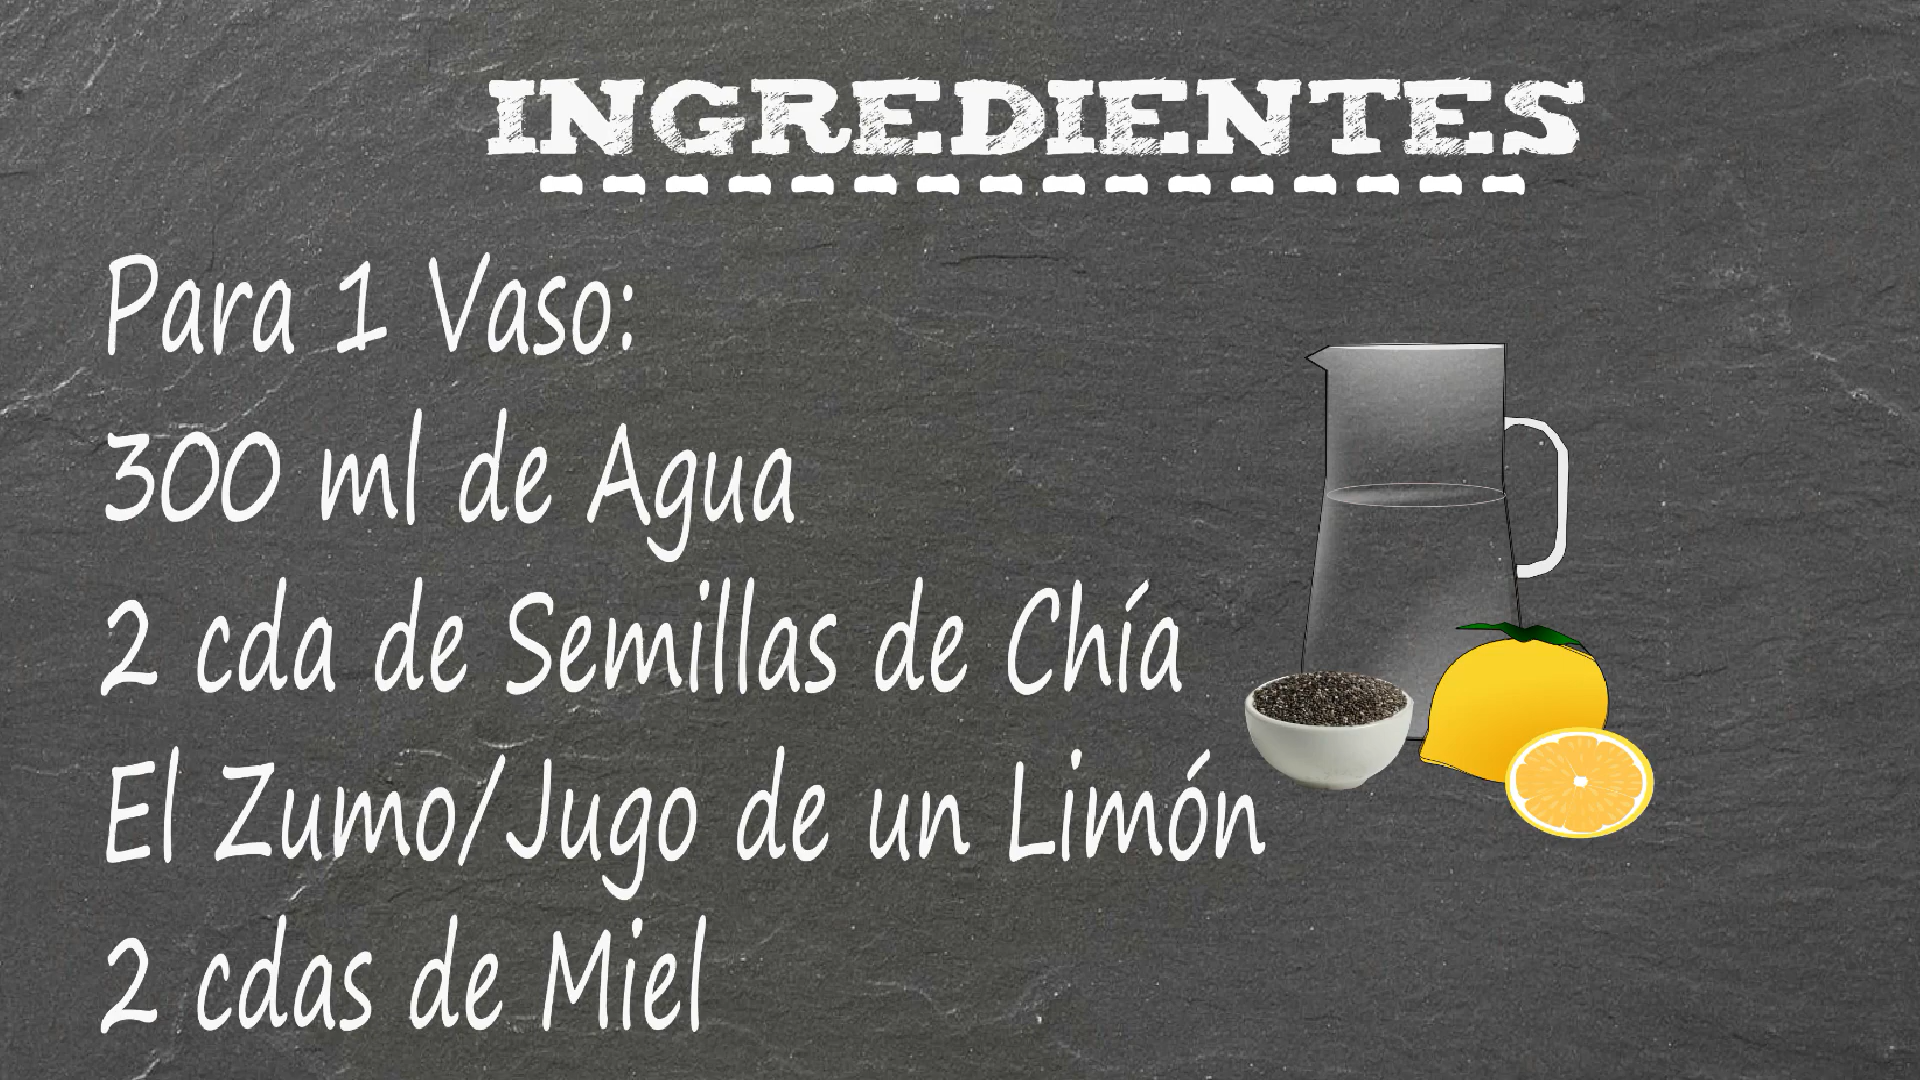 INGREDIENTES
Para 1 Vaso:
300 ml de Agua
2 cda de Semillas de Chía
El Zumo/Jugo de un Limón
2 cdas de Miel